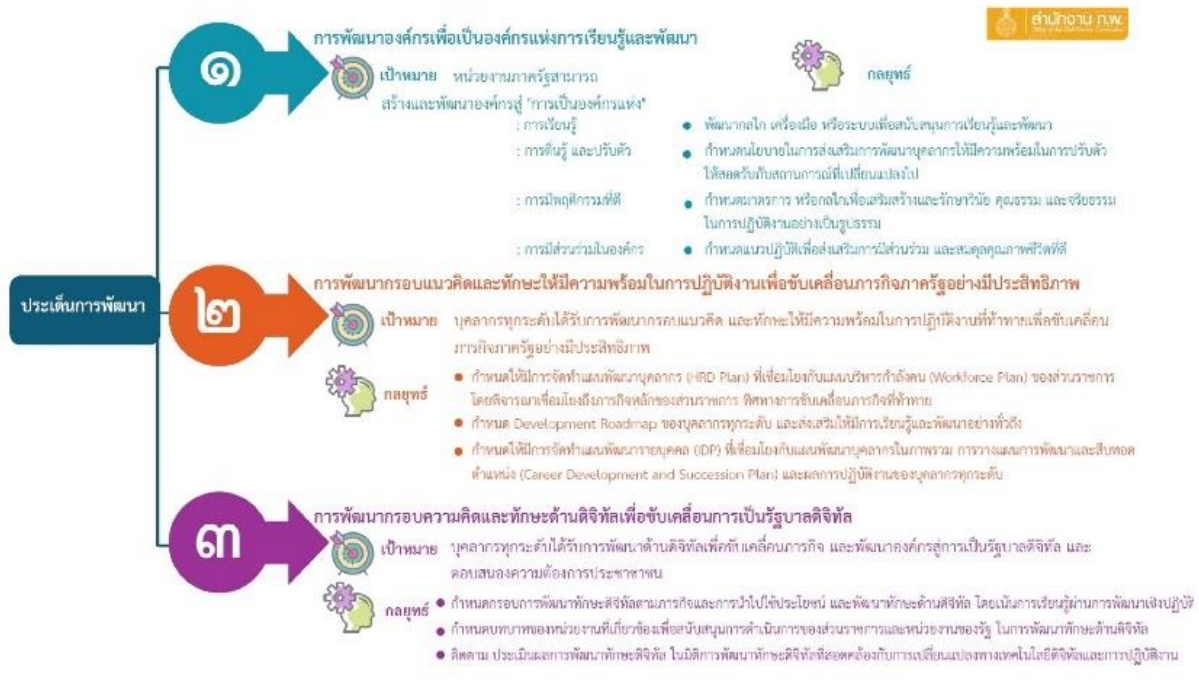 สำนักงาน ก.พ.
ประเด็นการพัฒนา
๑
การพัฒนาองค์กรเพื่อเป็นองค์กรแห่งการเรียนรู้และพัฒนา
เป้าหมาย หน่วยงานภาครัฐสามารถ
สร้างและพัฒนาองค์กรสู่ "การเป็นองค์กรแห่ง"
กลยุทธ์
: การเรียนรู้ ● พัฒนากลไก เครื่องมือ หรือระบบเพื่อสนับสนุนการเรียนรู้และพัฒนา
: การตื่นรู้ และปรับตัว ● กำหนดนโยบายในการส่งเสริมการพัฒนาบุคลากรให้มีความพร้อมในการปรับตัว
ให้สอดรับกับสถานการณ์ที่เปลี่ยนแปลงไป
: การมีพฤติกรรมที่ดี ● กำหนดมาตรการ หรือกลไกเพื่อเสริมสร้างและรักษาวินัย คุณธรรม และจริยธรรม
ในการปฏิบัติงานอย่างเป็นรูปธรรม
: การมีส่วนร่วมในองค์กร ● กำหนดแนวปฏิบัติเพื่อส่งเสริมการมีส่วนร่วม และสมดุลคุณภาพชีวิตที่ดี
๒
การพัฒนากรอบแนวคิดและทักษะให้มีความพร้อมในการปฏิบัติงานเพื่อขับเคลื่อนภารกิจภาครัฐอย่างมีประสิทธิภาพ
เป้าหมาย บุคลากรทุกระดับได้รับการพัฒนากรอบแนวคิด และทักษะให้มีความพร้อมในการปฏิบัติงานที่ท้าทายเพื่อขับเคลื่อน
ภารกิจภาครัฐอย่างมีประสิทธิภาพ
กลยุทธ์
● กำหนดให้มีการจัดทำแผนพัฒนาบุคลากร (HRD Plan) ที่เชื่อมโยงกับแผนบริหารกำลังคน (Workforce Plan) ของส่วนราชการ
โดยพิจารณาเชื่อมโยงถึงภารกิจหลักของส่วนราชการ ทิศทางการขับเคลื่อนภารกิจที่ท้าทาย
● กำหนด Development Roadmap ของบุคลากรทุกระดับ และส่งเสริมให้มีการเรียนรู้และพัฒนาอย่างทั่วถึง
● กำหนดให้มีการจัดทำแผนพัฒนารายบุคคล (IDP) ที่เชื่อมโยงกับแผนพัฒนาบุคลากรในภาพรวม การวางแผนการพัฒนาและสืบทอด
ตำแหน่ง (Career Development and Succession Plan) และผลการปฏิบัติงานของบุคลากรทุกระดับ
๓
การพัฒนากรอบความคิดและทักษะด้านดิจิทัลเพื่อขับเคลื่อนการเป็นรัฐบาลดิจิทัล
เป้าหมาย บุคลากรทุกระดับได้รับการพัฒนาด้านดิจิทัลเพื่อขับเคลื่อนภารกิจ และพัฒนาองค์กรสู่การเป็นรัฐบาลดิจิทัล และ
ตอบสนองความต้องการประชาชน
กลยุทธ์ ● กำหนดกรอบการพัฒนาทักษะดิจิทัลตามภารกิจและการนำไปใช้ประโยชน์ และพัฒนาทักษะด้านดิจิทัล โดยเน้นการเรียนรู้ผ่านการพัฒนาเชิงปฏิบัติ
● กำหนดบทบาทของหน่วยงานที่เกี่ยวข้องเพื่อสนับสนุนการดำเนินการของส่วนราชการและหน่วยงานของรัฐ ในการพัฒนาทักษะด้านดิจิทัล
● ติดตาม ประเมินผลการพัฒนาทักษะดิจิทัล ในมิติการพัฒนาทักษะดิจิทัลที่สอดคล้องกับการเปลี่ยนแปลงทางเทคโนโลยีดิจิทัลและการปฏิบัติงาน